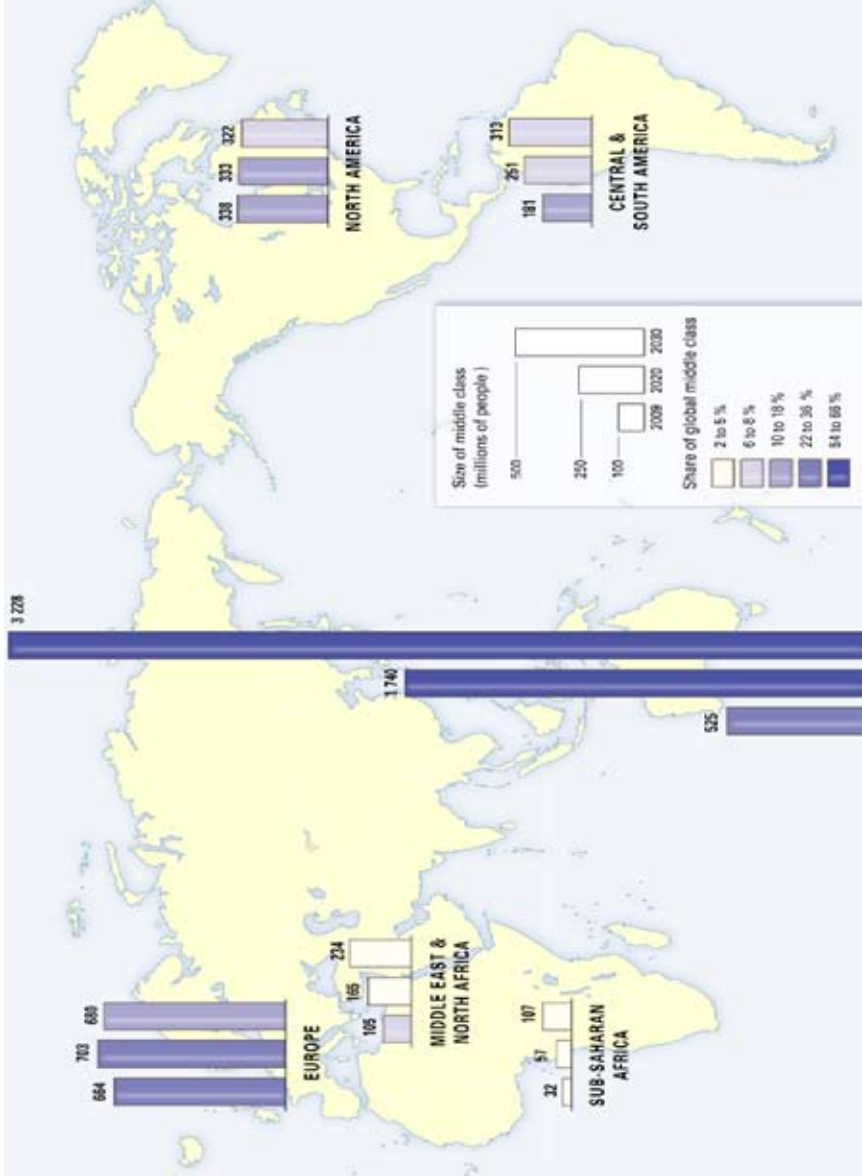 664
703
680
EUROPE
105
165
234
MIDDLE EAST &
NORTH AFRICA
32
57
107
SUB-SAHARAN
AFRICA
525
1 740
3 228
338
333
322
NORTH AMERICA
181
251
313
CENTRAL &
SOUTH AMERICA
Size of middle class
(millions of people )
500
250
100
2009
2020
2030
Share of global middle class
2 to 5 %
6 to 8 %
10 to 18 %
22 to 36 %
54 to 66 %